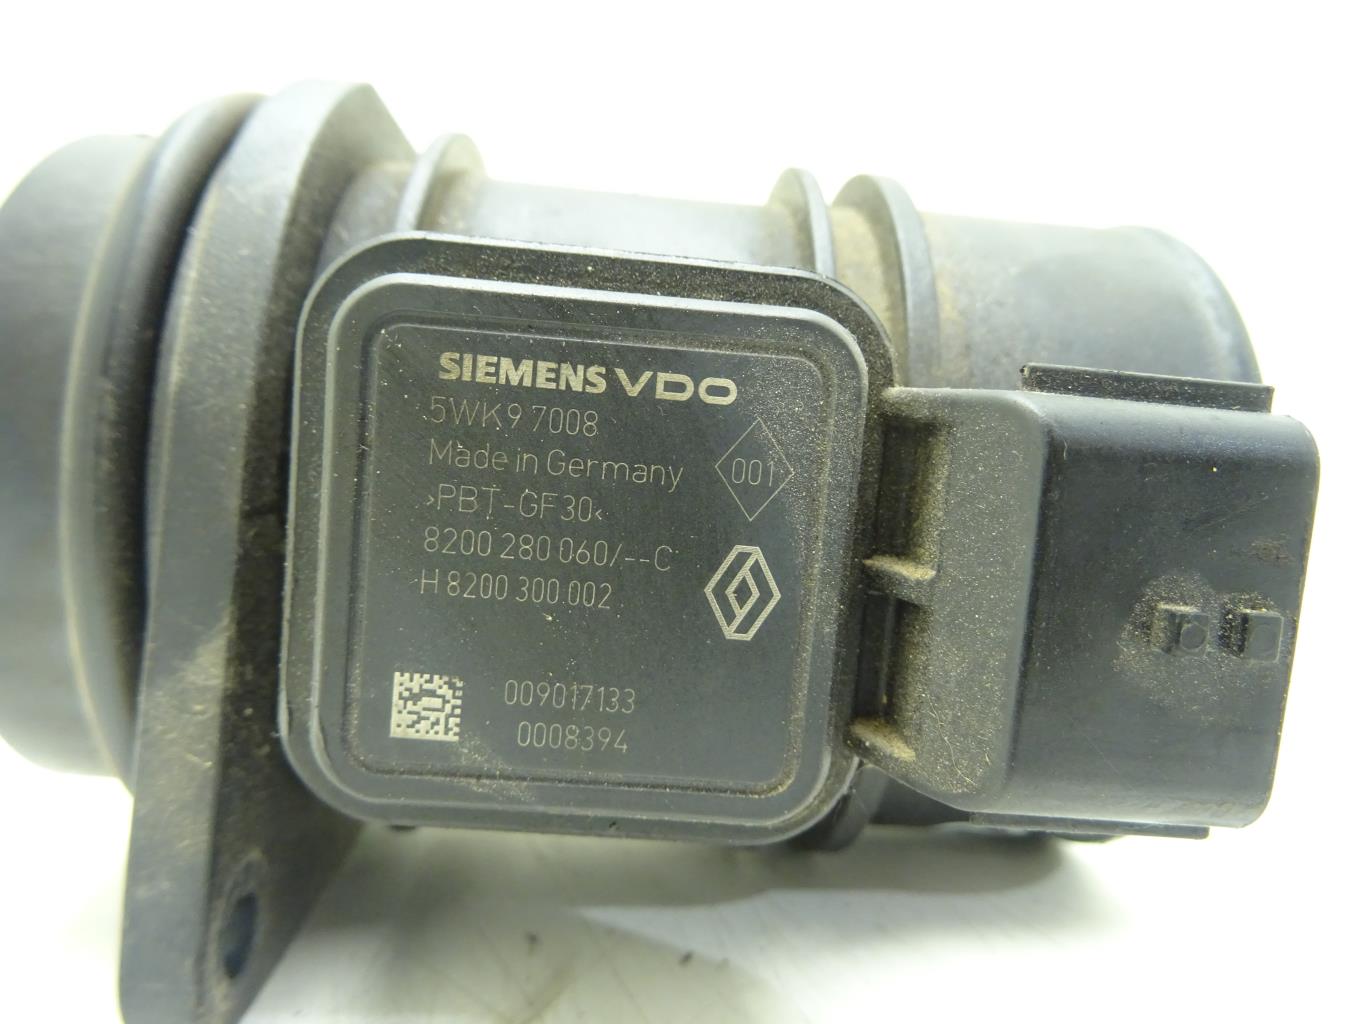 SIEMENS VDO
5WK9 7008
Made in Germany
001
>PBT-GF30<
8200 280 060/--C
H 8200 300 002
009017133
0008394